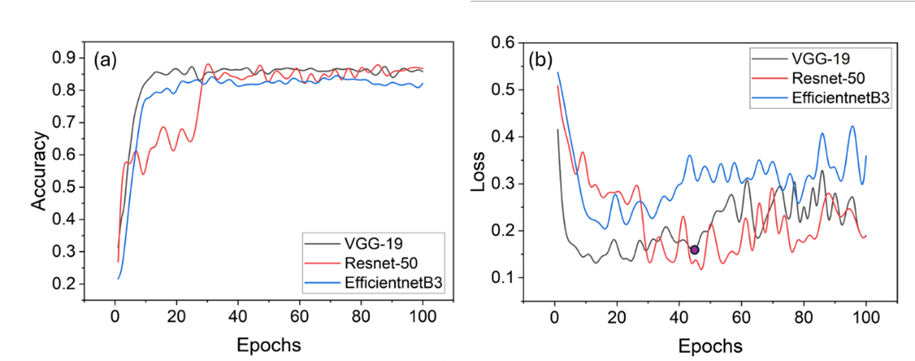 (a)
0.9
0.8
0.7
0.6
0.5
0.4
0.3
0.2
Accuracy
0 20 40 60 80 100
Epochs
VGG-19
Resnet-50
EfficientnetB3
(b)
0.6
0.5
0.4
0.3
0.2
0.1
Loss
0 20 40 60 80 100
Epochs
VGG-19
Resnet-50
EfficientnetB3